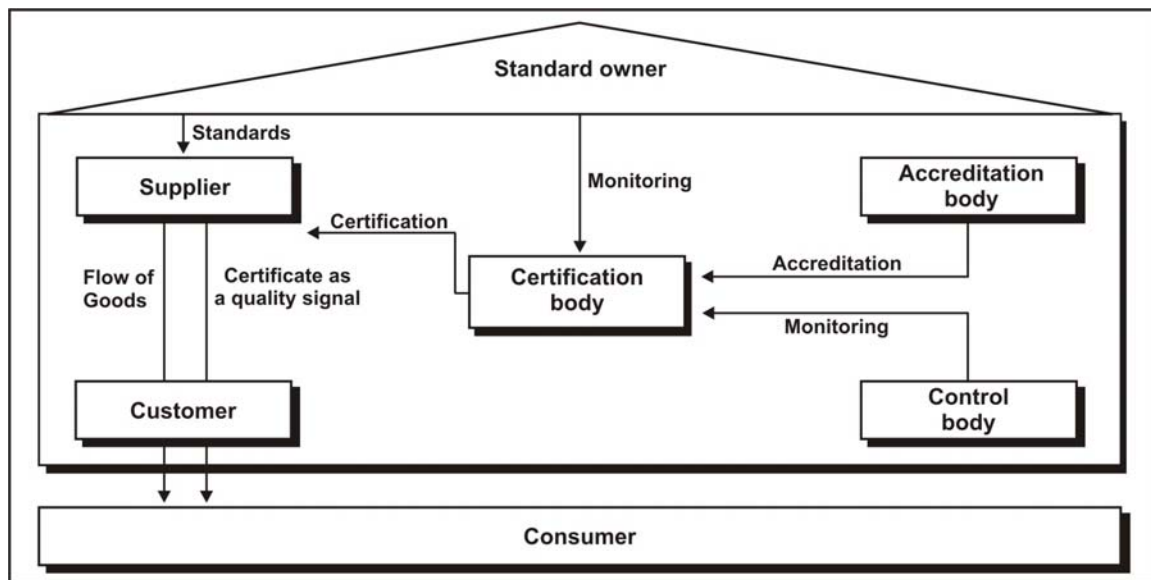 Standard owner
Standards
Supplier
Monitoring
Accreditation
body
Certification
Flow of
Goods
Certificate as
a quality signal
Certification
body
Accreditation
Monitoring
Customer
Control
body
Consumer